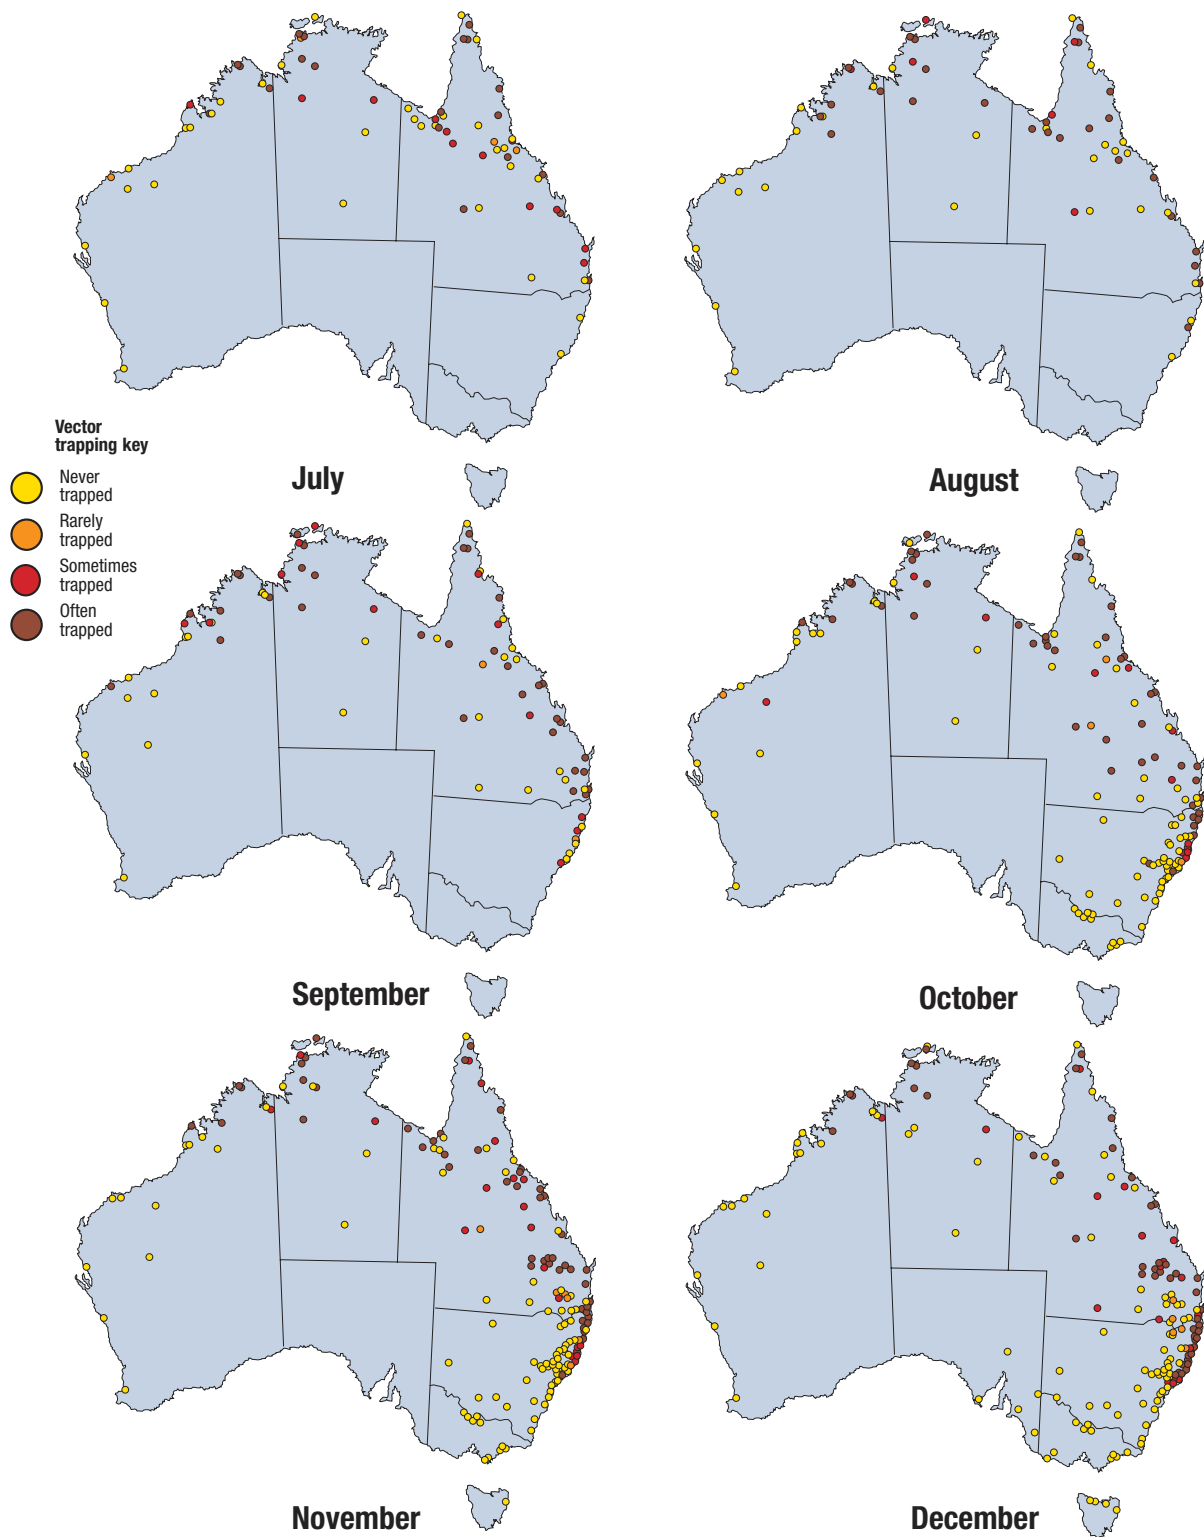 Vector
trapping key
Never
trapped
Rarely
trapped
Sometimes
trapped
Often
trapped
July
August
September
October
November
December